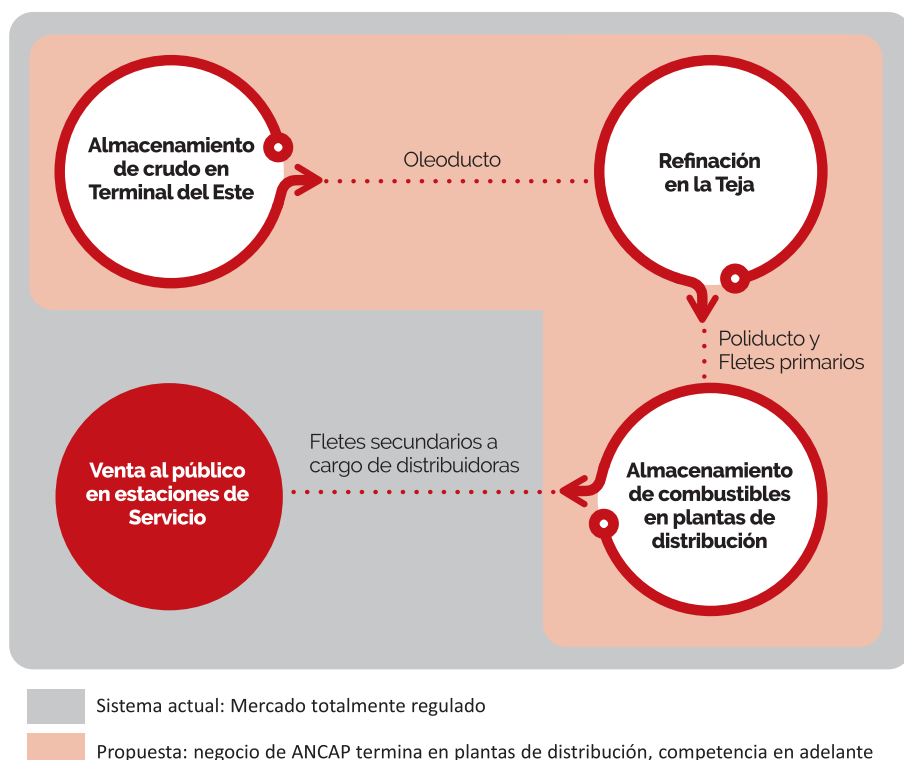 Almacenamiento
de crudo en
Terminal del Este
Oleoducto
Refinación
en la Teja
Poliducto y
Fletes primarios
Venta al público
en estaciones de
Servicio
Fletes secundarios a
cargo de distribuidoras
Almacenamiento
de combustibles
en plantas de
distribución
Sistema actual: Mercado totalmente regulado
Propuesta: negocio de ANCAP termina en plantas de distribución, competencia en adelante